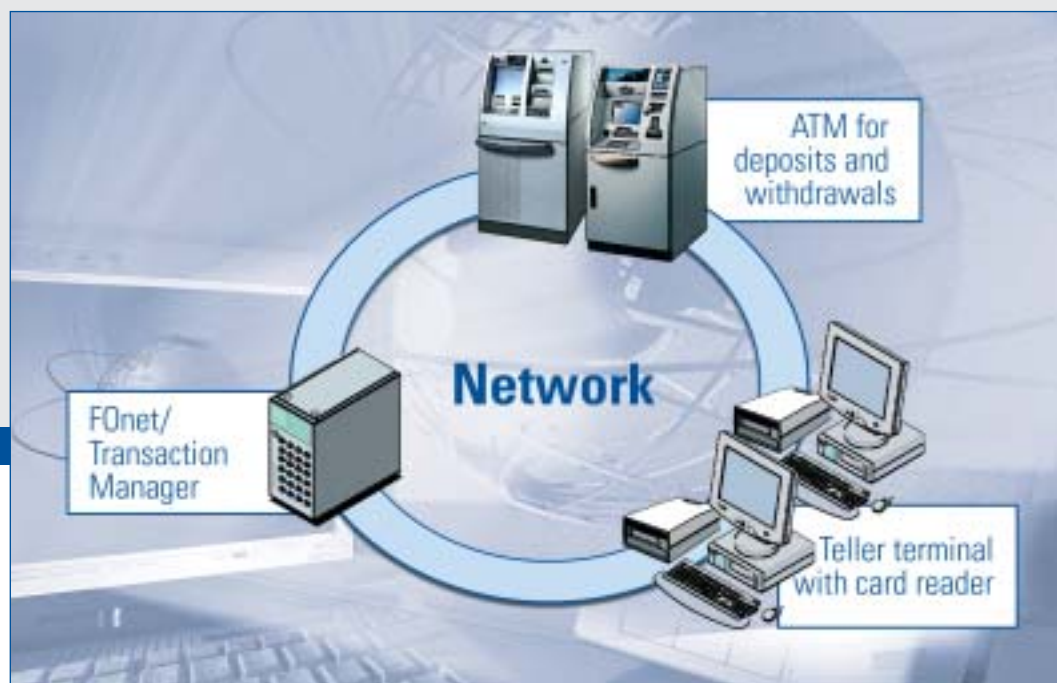 ATM for
deposits and
withdrawals
Network
FOnet/
Transaction
Manager
Teller terminal
with card reader